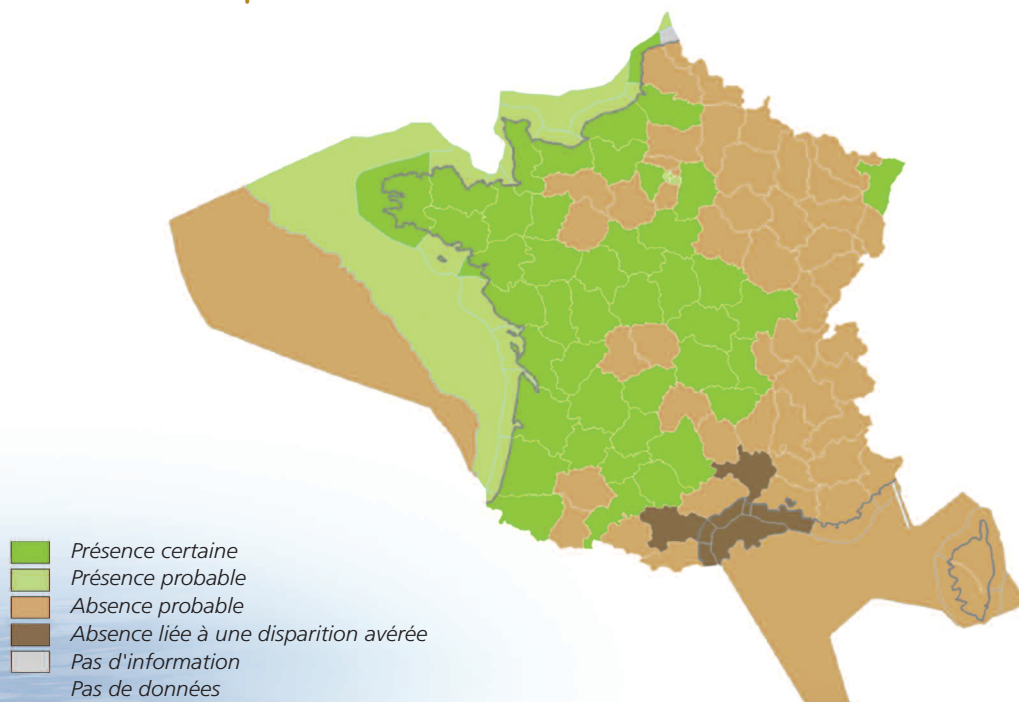 Présence certaine
Présence probable
Absence probable
Absence liée à une disparition avérée
Pas d'information
Pas de données